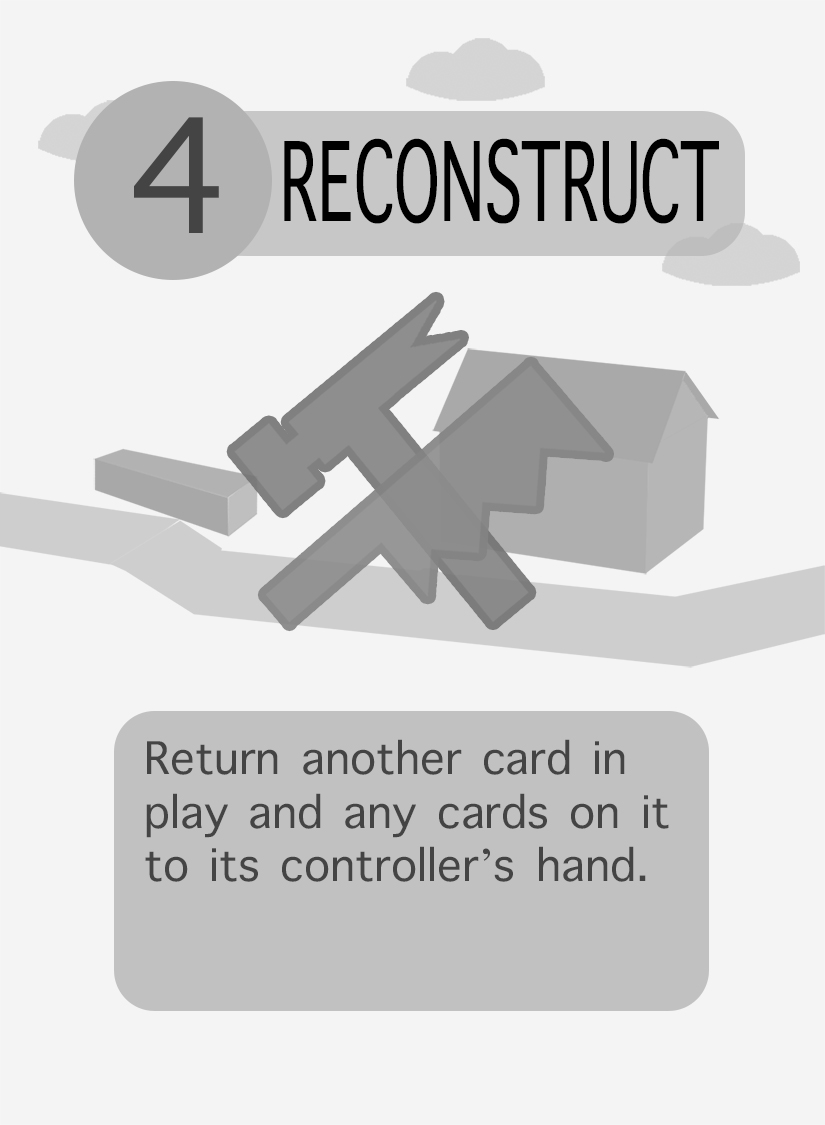 4 RECONSTRUCT
Return another card in
play and any cards on it
to its controller’s hand.